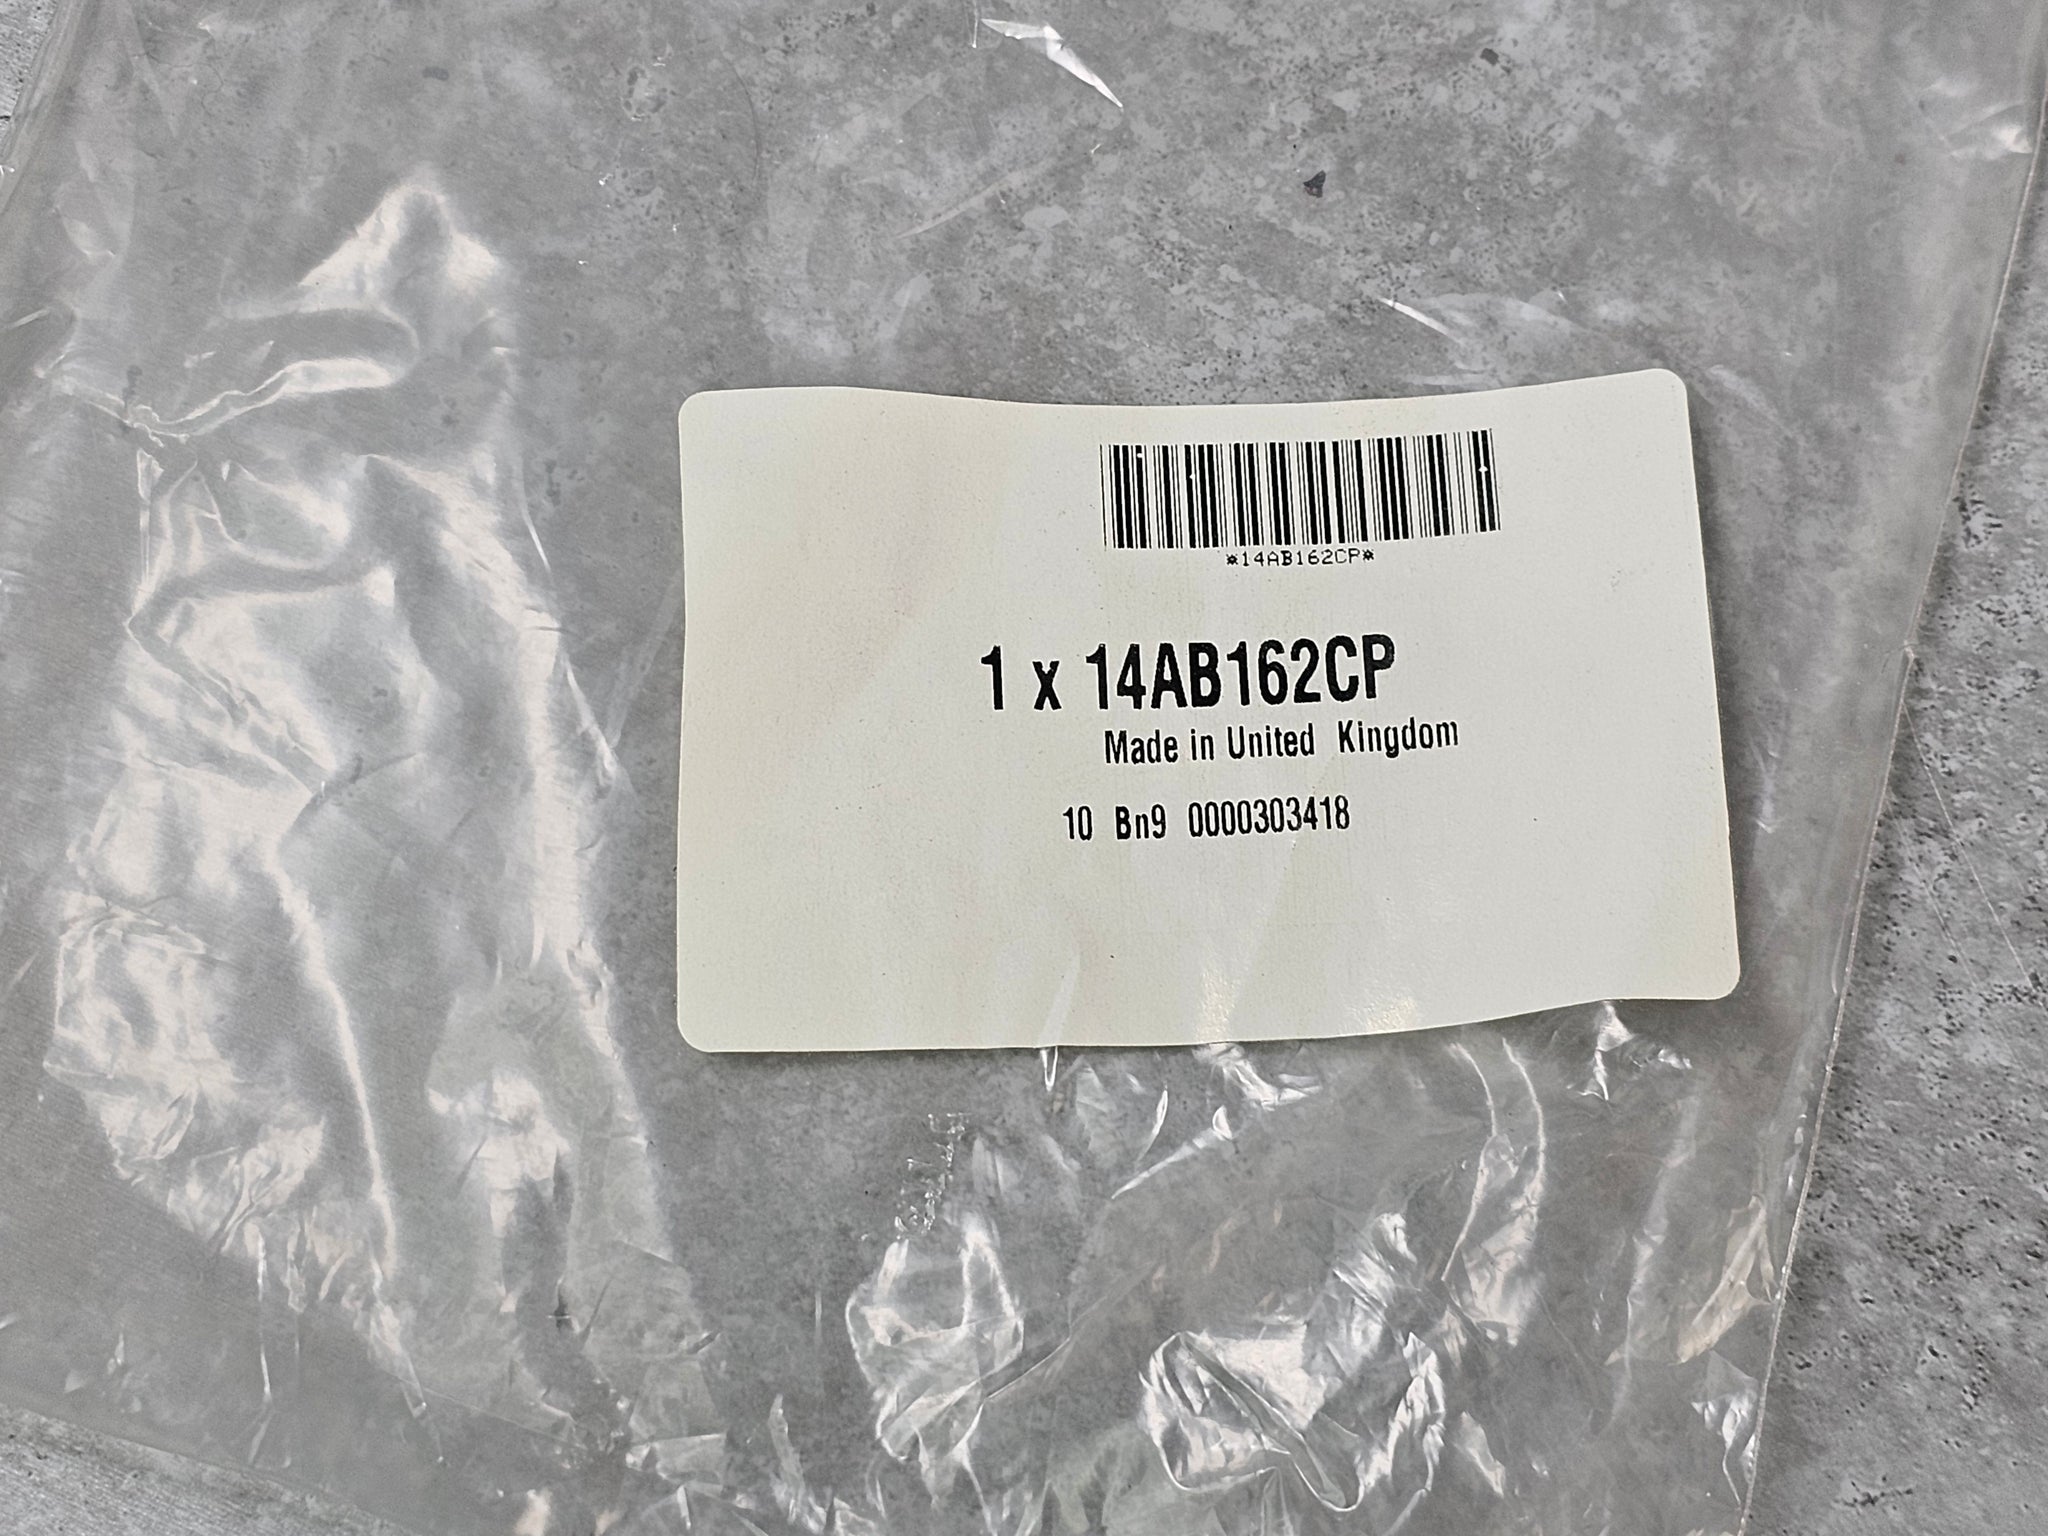 *14AB162CP*
1 x 14AB162CP
Made in United Kingdom
10 Bn9 0000303418